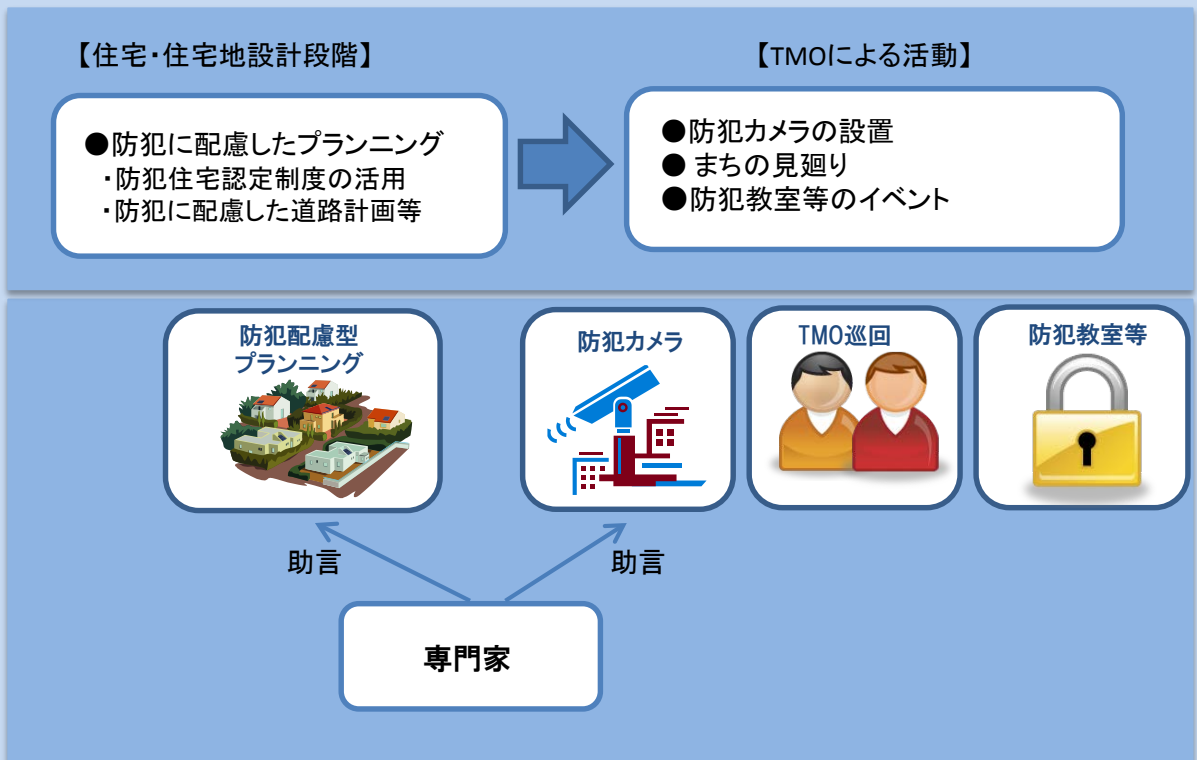 【住宅・住宅地設計段階】
●防犯に配慮したプランニング
・防犯住宅認定制度の活用
・防犯に配慮した道路計画等
【TMOによる活動】
●防犯カメラの設置
● まちの見廻り
●防犯教室等のイベント
防犯配慮型
プランニング
防犯カメラ
TMO巡回
防犯教室等
助言
助言
専門家